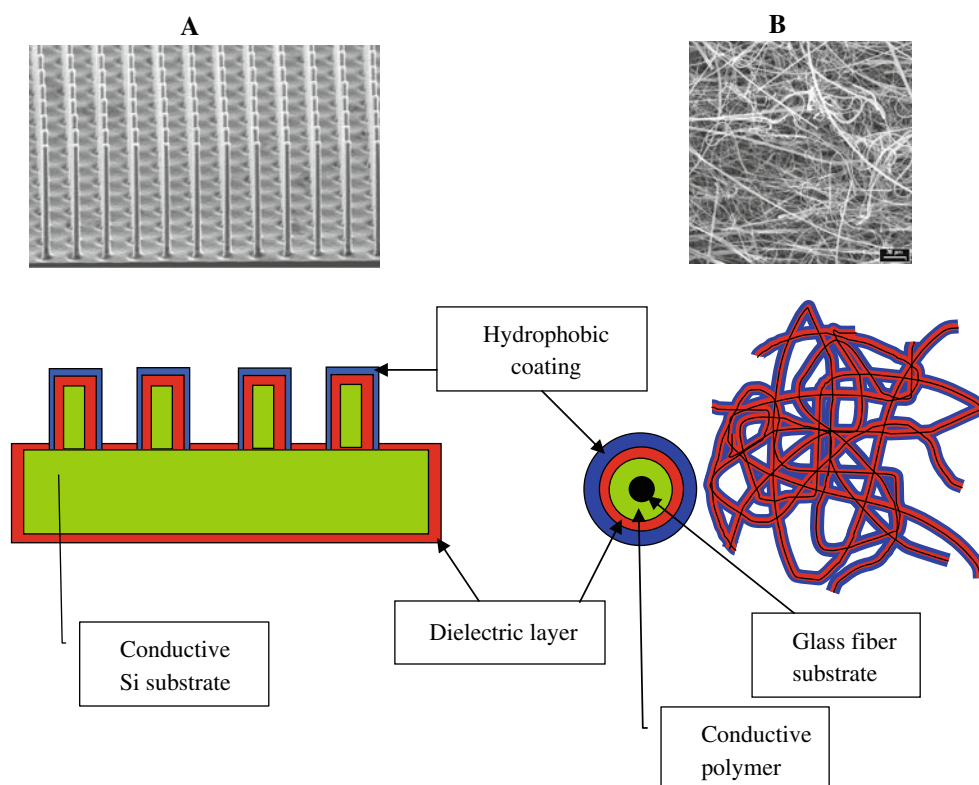 A
B
Hydrophobic
coating
Dielectric layer
Conductive
Si substrate
Glass fiber
substrate
Conductive
polymer